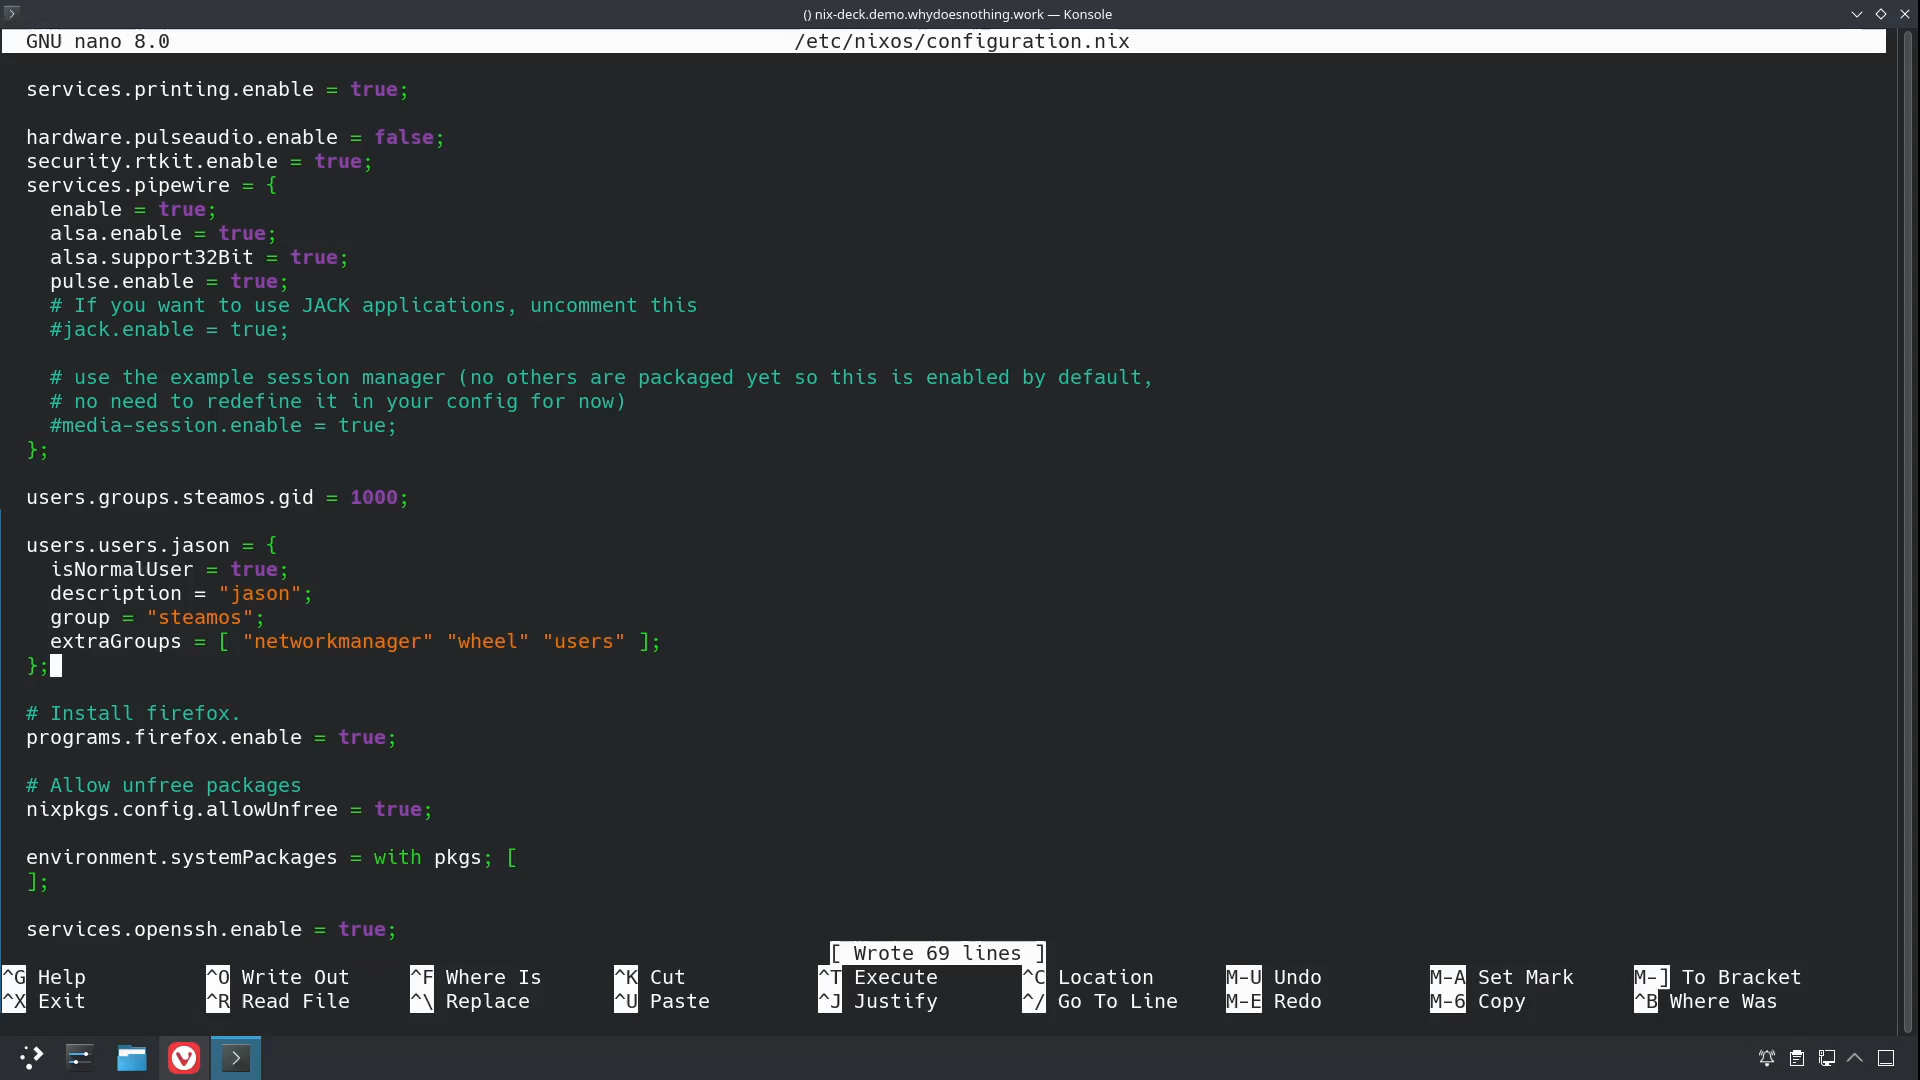 () nix-deck.demo.whydoesnothing.work — Konsole
GNU nano 8.0 /etc/nixos/configuration.nix
services.printing.enable = true;
hardware.pulseaudio.enable = false;
security.rtkit.enable = true;
services.pipewire = {
enable = true;
alsa.enable = true;
alsa.support32Bit = true;
pulse.enable = true;
# If you want to use JACK applications, uncomment this
#jack.enable = true;
# use the example session manager (no others are packaged yet so this is enabled by default,
# no need to redefine it in your config for now)
#media-session.enable = true;
};
users.groups.steamos.gid = 1000;
users.users.jason = {
isNormalUser = true;
description = "jason";
group = "steamos";
extraGroups = [ "networkmanager" "wheel" "users" ];
};
# Install firefox.
programs.firefox.enable = true;
# Allow unfree packages
nixpkgs.config.allowUnfree = true;
environment.systemPackages = with pkgs; [
];
services.openssh.enable = true;
[ Wrote 69 lines ]
^G Help ^O Write Out ^F Where Is ^K Cut ^T Execute ^C Location M-U Undo M-A Set Mark M-] To Bracket
^X Exit ^R Read File ^\ Replace ^U Paste ^J Justify ^/ Go To Line M-E Redo M-6 Copy ^B Where Was